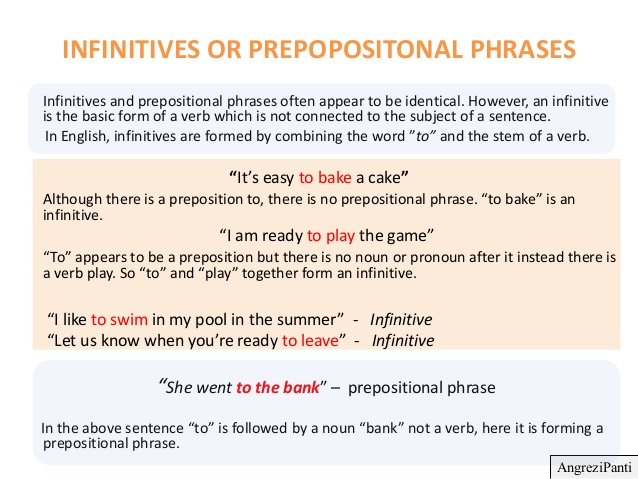 INFINITIVES OR PREPOPOSITONAL PHRASES
Infinitives and prepositional phrases often appear to be identical. However, an infinitive
is the basic form of a verb which is not connected to the subject of a sentence.
In English, infinitives are formed by combining the word ”to” and the stem of a verb.
“It’s easy to bake a cake”
Although there is a preposition to, there is no prepositional phrase. “to bake” is an
infinitive.
“I am ready to play the game”
“To” appears to be a preposition but there is no noun or pronoun after it instead there is
a verb play. So “to” and “play” together form an infinitive.
“I like to swim in my pool in the summer” - Infinitive
“Let us know when you’re ready to leave” - Infinitive
“She went to the bank” – prepositional phrase
In the above sentence “to” is followed by a noun “bank” not a verb, here it is forming a
prepositional phrase.
AngreziPanti